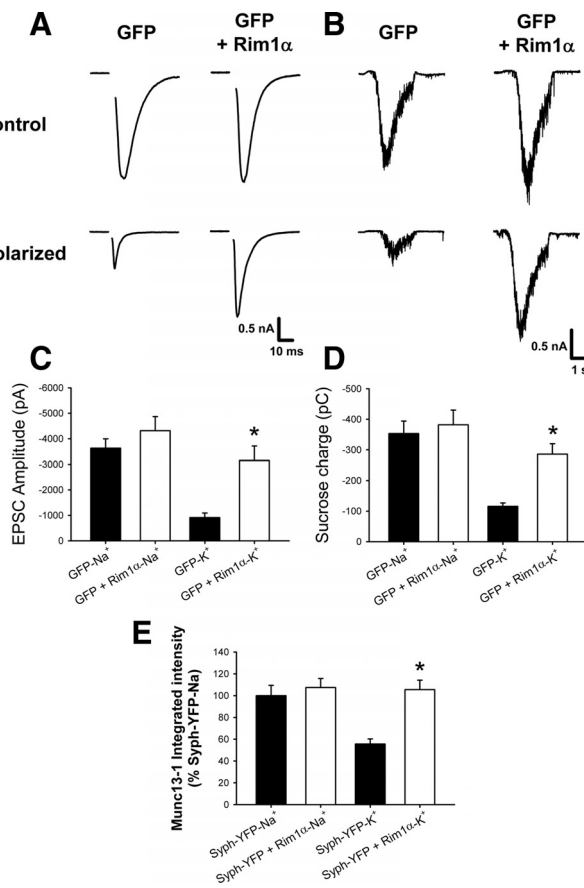 A GFP GFP + Rim1α B GFP GFP + Rim1α
ontrol
olarized
0.5 nA
10 ms
0.5 nA
1 s
C
EPSC Amplitude (pA)
-6000
-5000
-4000
-3000
-2000
-1000
0
*
GFP-Na+
GFP + Rim1α-Na+
GFP-K+
GFP + Rim1α-K+
D
Sucrose charge (pC)
-500
-400
-300
-200
-100
0
*
GFP-Na+
GFP + Rim1α-Na+
GFP-K+
GFP + Rim1α-K+
E
Munc13-1 Integrated intensity
(% Syph-YFP-Na)
140
120
100
80
60
40
20
0
*
Syph-YFP-Na+
Syph-YFP + Rim1α-Na+
Syph-YFP-K+
Syph-YFP + Rim1α-K+